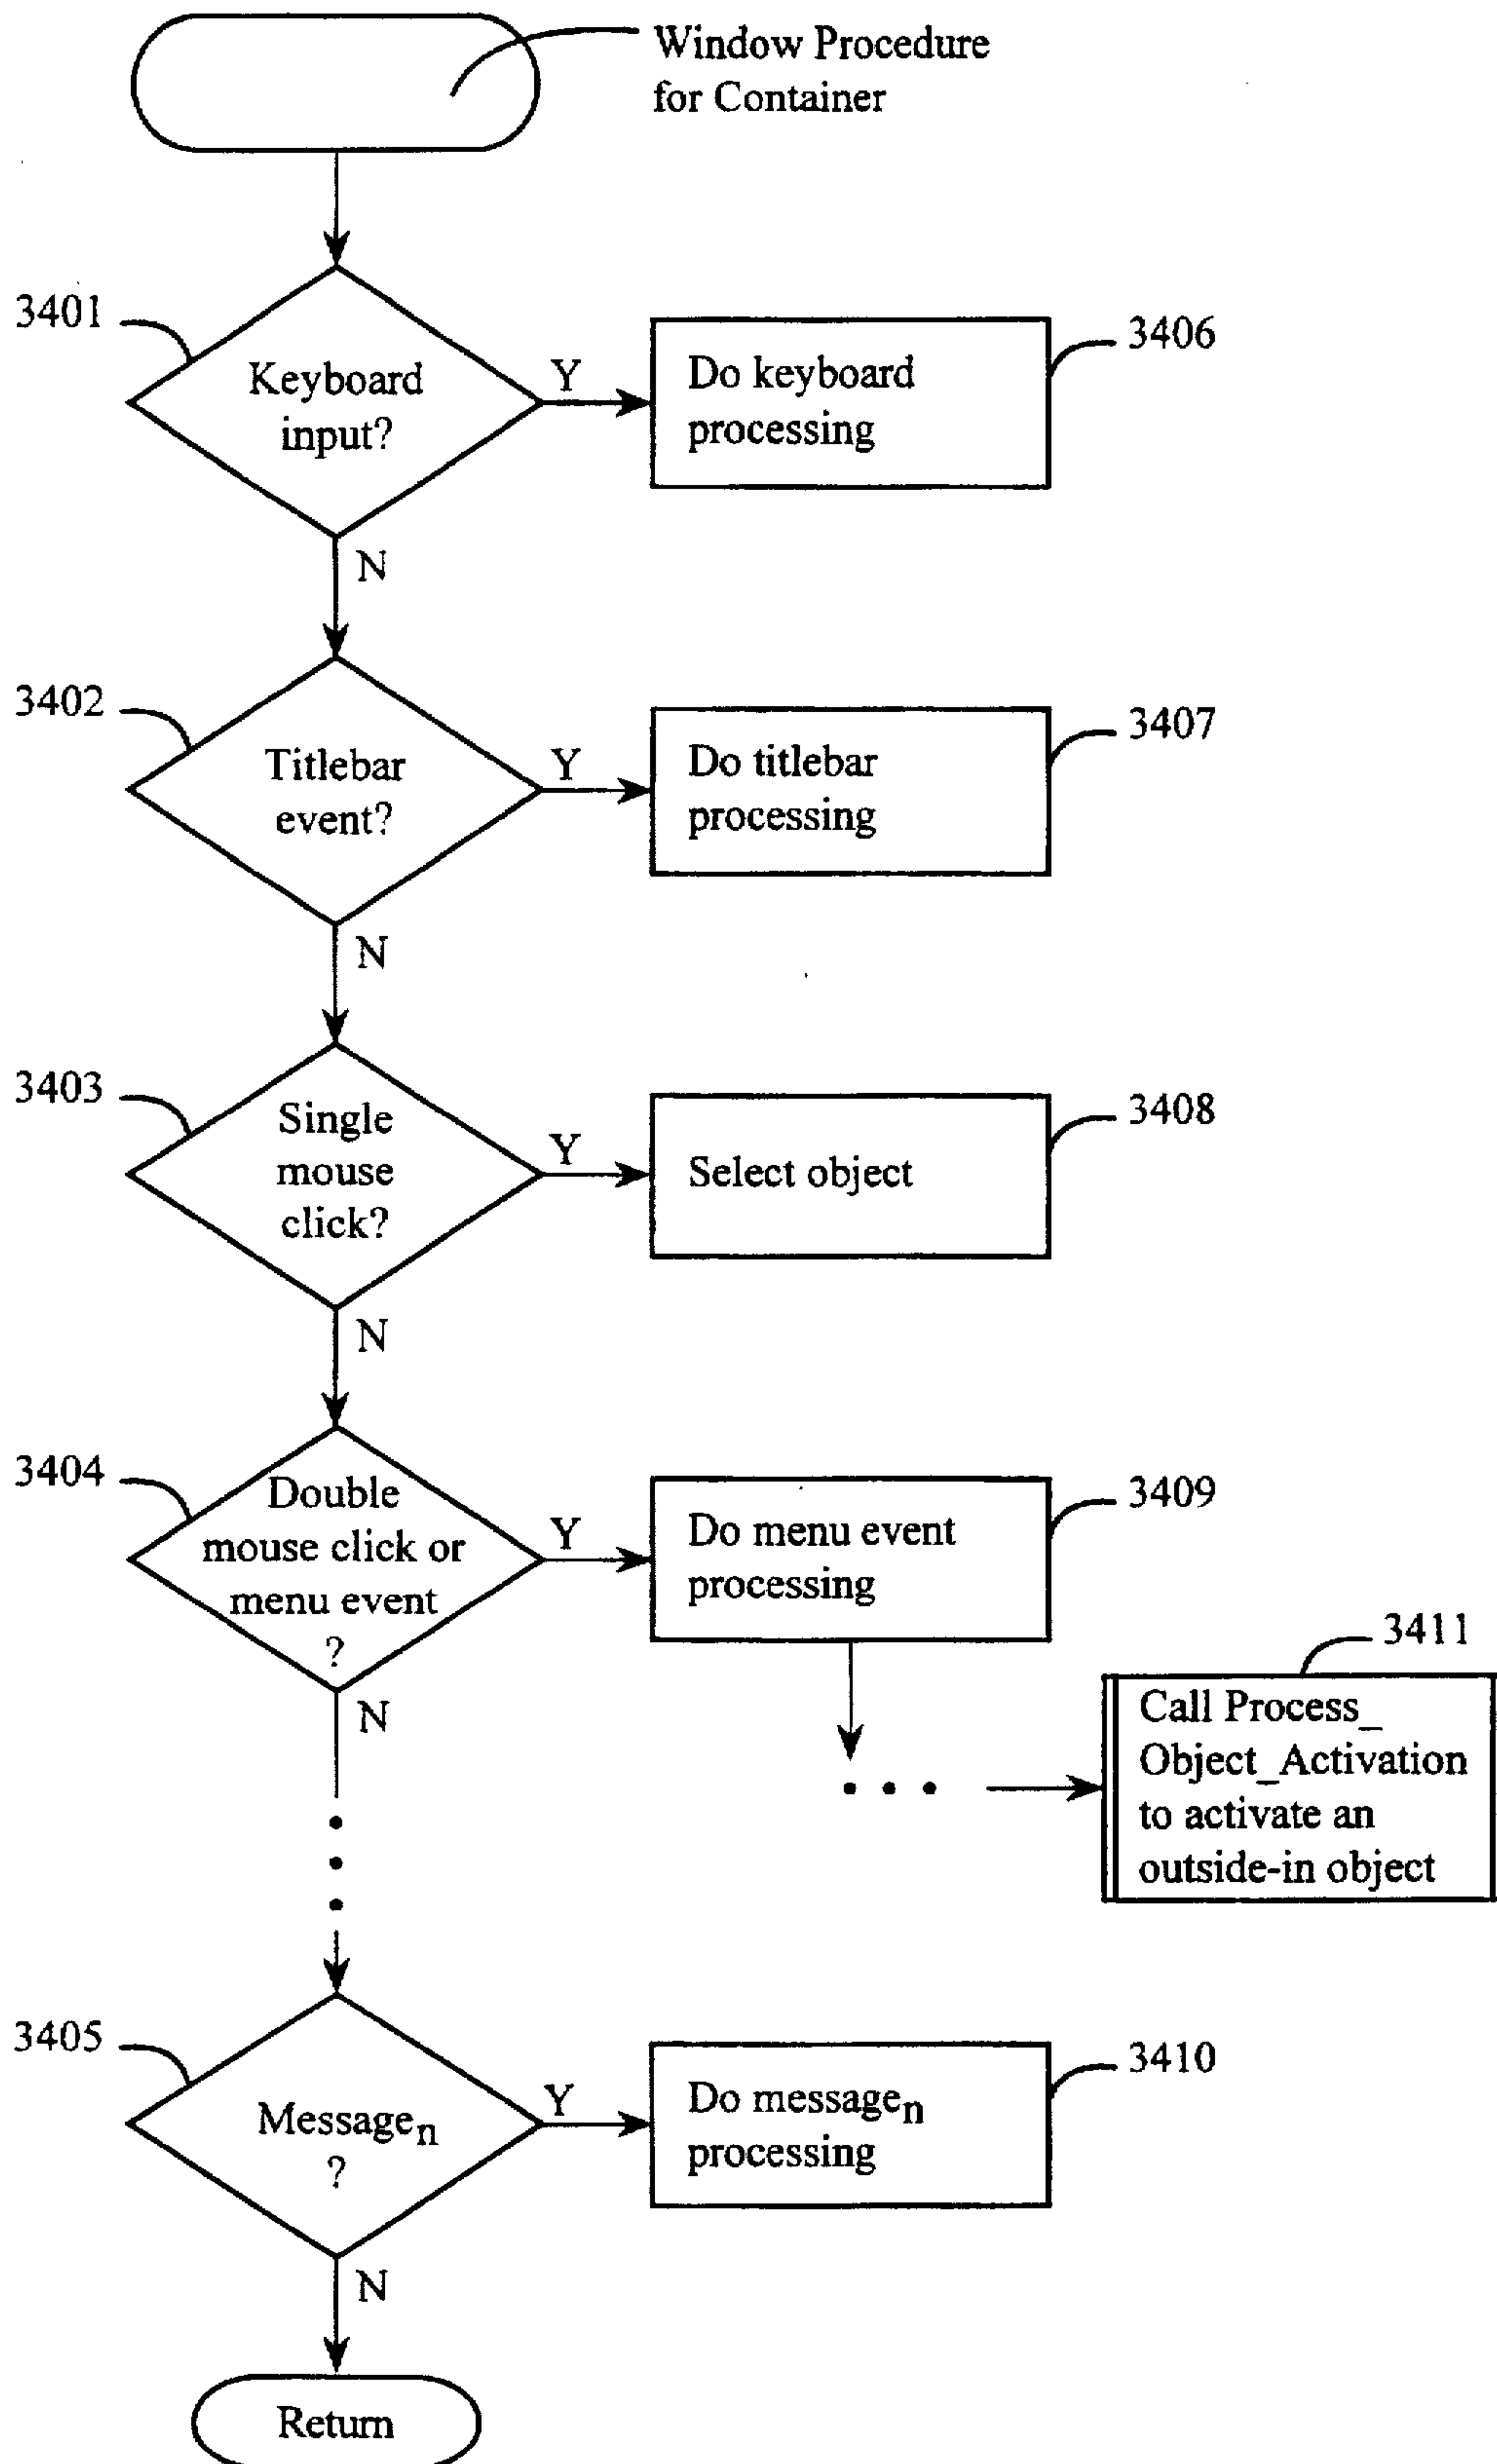 Window Procedure
for Container
3401
Keyboard
input?
Y
Do keyboard
processing
3406
N
3402
Titlebar
event?
Y
Do titlebar
processing
3407
N
3403
Single
mouse
click?
Y
Select object
3408
N
3404
Double
mouse click or
menu event
?
Y
Do menu event
processing
3409
N
3411
Call Process_
Object_Activation
to activate an
outside-in object
3405
Messagen
?
Y
Do messagen
processing
3410
N
Return